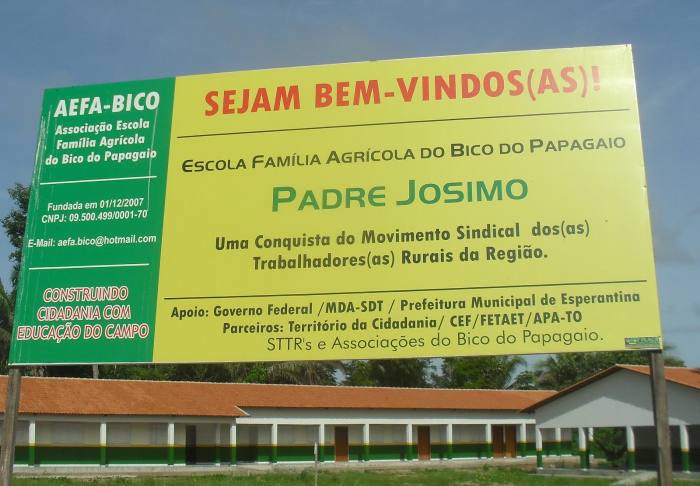 AEFA-BICO
Associação Escola
Família Agrícola
do Bico do Papagaio
Fundada em 01/12/2007
CNPJ: 09.500.499/0001-70
E-Mail: aefa.bico@hotmail.com
CONSTRUINDO
CIDADANIA COM
EDUCAÇÃO DO CAMPO
SEJAM BEM-VINDOS(AS)!
ESCOLA FAMÍLIA AGRÍCOLA DO BICO DO PAPAGAIO
PADRE JOSIMO
Uma Conquista do Movimento Sindical dos(as)
Trabalhadores(as) Rurais da Região.
Apoio: Governo Federal /MDA-SDT / Prefeitura Municipal de Esperantina
Parceiros: Território da Cidadania/ CEF/FETAET/APA-TO
STTR's e Associações do Bico do Papagaio.